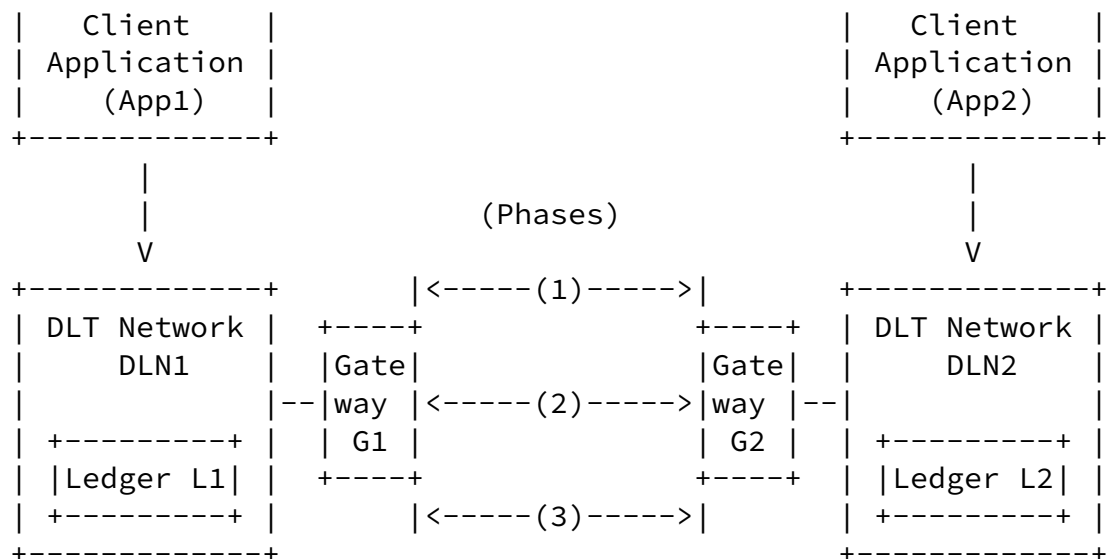 Client Client
Application Application
(App1) (App2)
(Phases)
(1)
DLT Network DLT Network
DLN1 Gate Gate DLN2
way (2) way
G1 G2
Ledger L1 Ledger L2
(3)